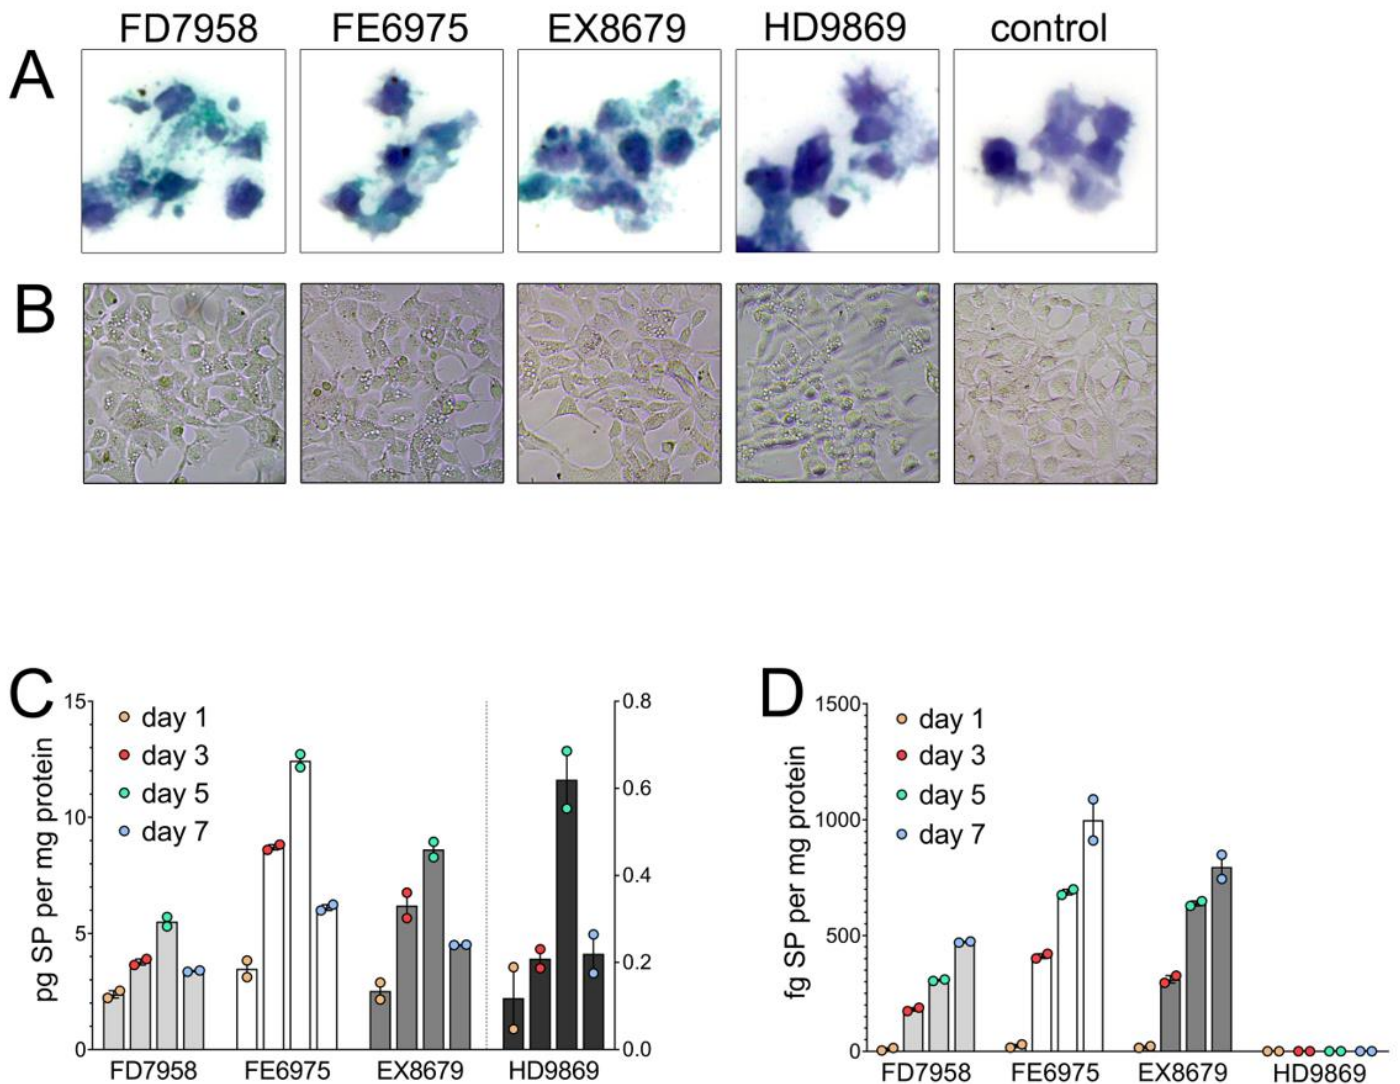 FD7958 FE6975 EX8679 HD9869 control
A
B
C
pg SP per mg protein
15
10
5
0
day 1
day 3
day 5
day 7
0.8
0.6
0.4
0.2
0.0
FD7958 FE6975 EX8679 HD9869
D
fg SP per mg protein
1500
1000
500
0
day 1
day 3
day 5
day 7
FD7958 FE6975 EX8679 HD9869